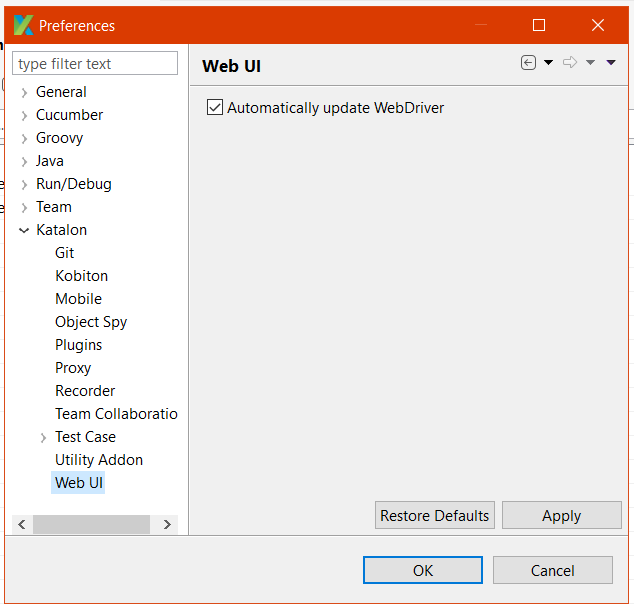 Preferences
type filter text
General
Cucumber
Groovy
Java
Run/Debug
Team
Katalon
Git
Kobiton
Mobile
Object Spy
Plugins
Proxy
Recorder
Team Collaboratio
Test Case
Utility Addon
Web UI
Web UI
Automatically update WebDriver
Restore Defaults
Apply
OK
Cancel